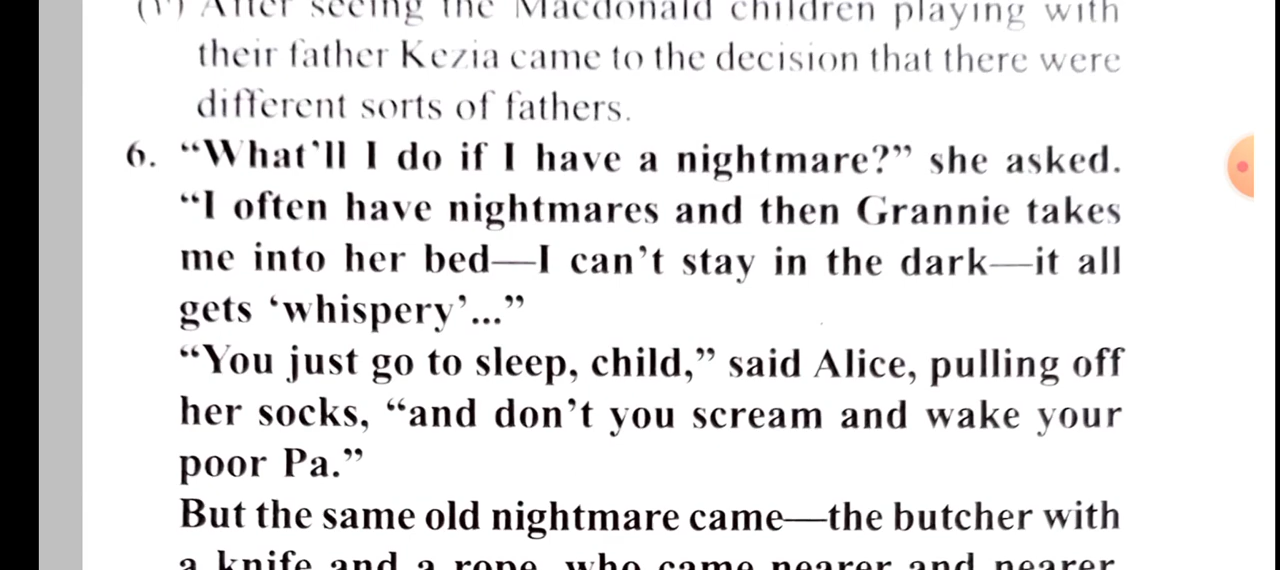 (v) After seeing the Macdonald children playing with
their father Kezia came to the decision that there were
different sorts of fathers.
6. “What’ll I do if I have a nightmare?” she asked.
“I often have nightmares and then Grannie takes
me into her bed—I can’t stay in the dark—it all
gets ‘whispery’...”
“You just go to sleep, child,” said Alice, pulling off
her socks, “and don’t you scream and wake your
poor Pa.”
But the same old nightmare came—the butcher with
a knife and a rope, who came nearer and nearer,